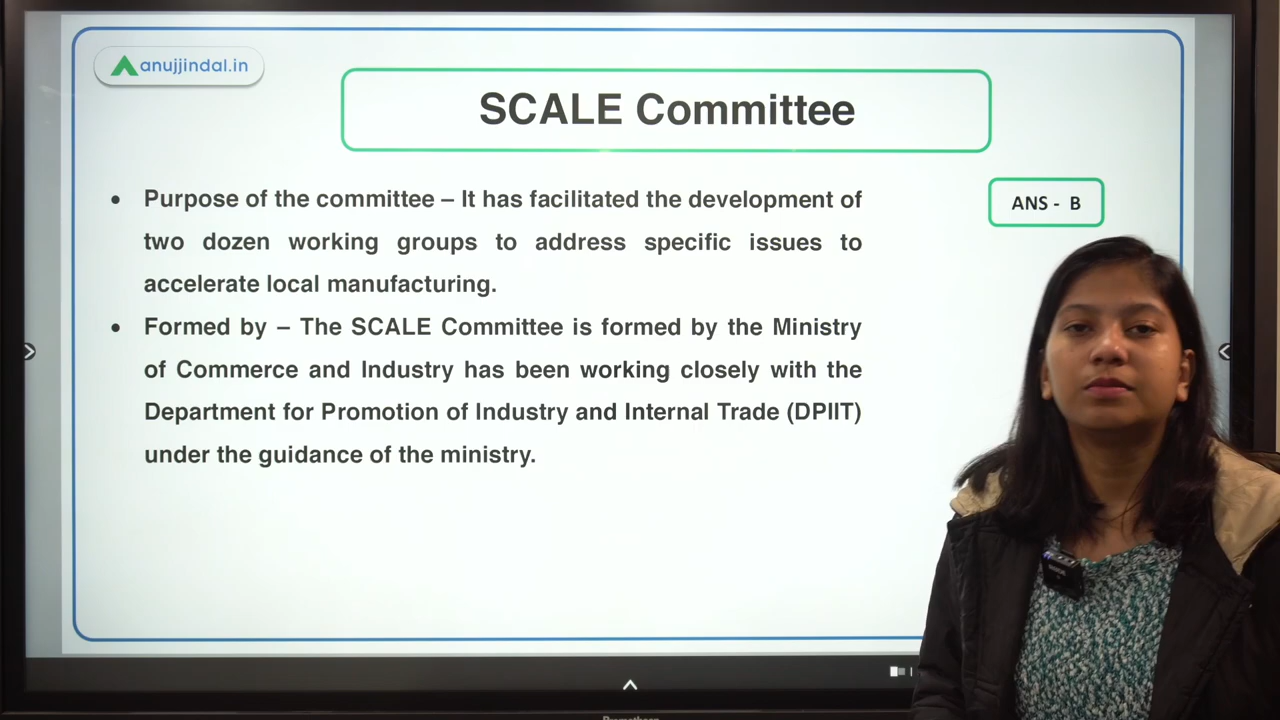 anujjindal.in
SCALE Committee
• Purpose of the committee – It has facilitated the development of
two dozen working groups to address specific issues to
accelerate local manufacturing.
ANS - B
• Formed by – The SCALE Committee is formed by the Ministry
of Commerce and Industry has been working closely with the
Department for Promotion of Industry and Internal Trade (DPIIT)
under the guidance of the ministry.